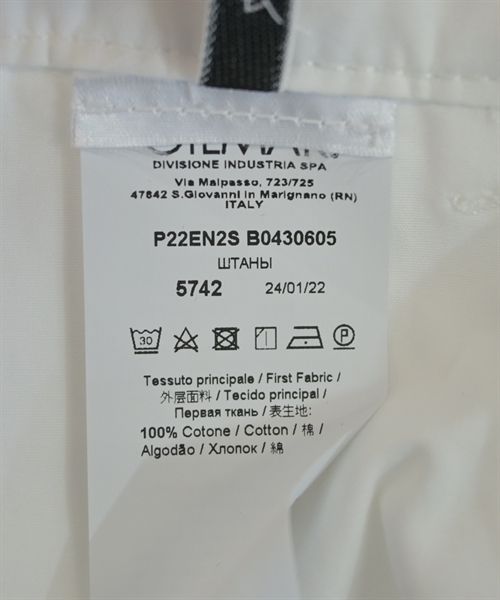 DIVISIONE INDUSTRIA SPA
Via Malpasso, 723/725
47842 S.Giovanni in Marignano (RN)
ITALY
P22EN2S B0430605
ШТАНЫ
5742 24/01/22
30
P
Tessuto principale / First Fabric /
外层面料 / Tecido principal /
Первая ткань / 表生地:
100% Cotone / Cotton / 棉 /
Algodão / Хлопок / 綿